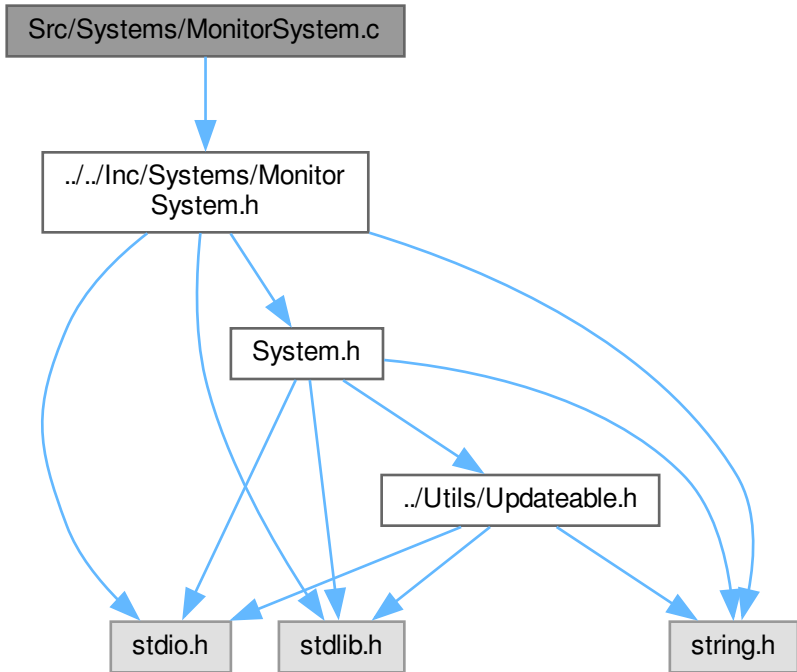 Src/Systems/MonitorSystem.c
../../Inc/Systems/Monitor
System.h
System.h
../Utils/Updateable.h
stdio.h
stdlib.h
string.h